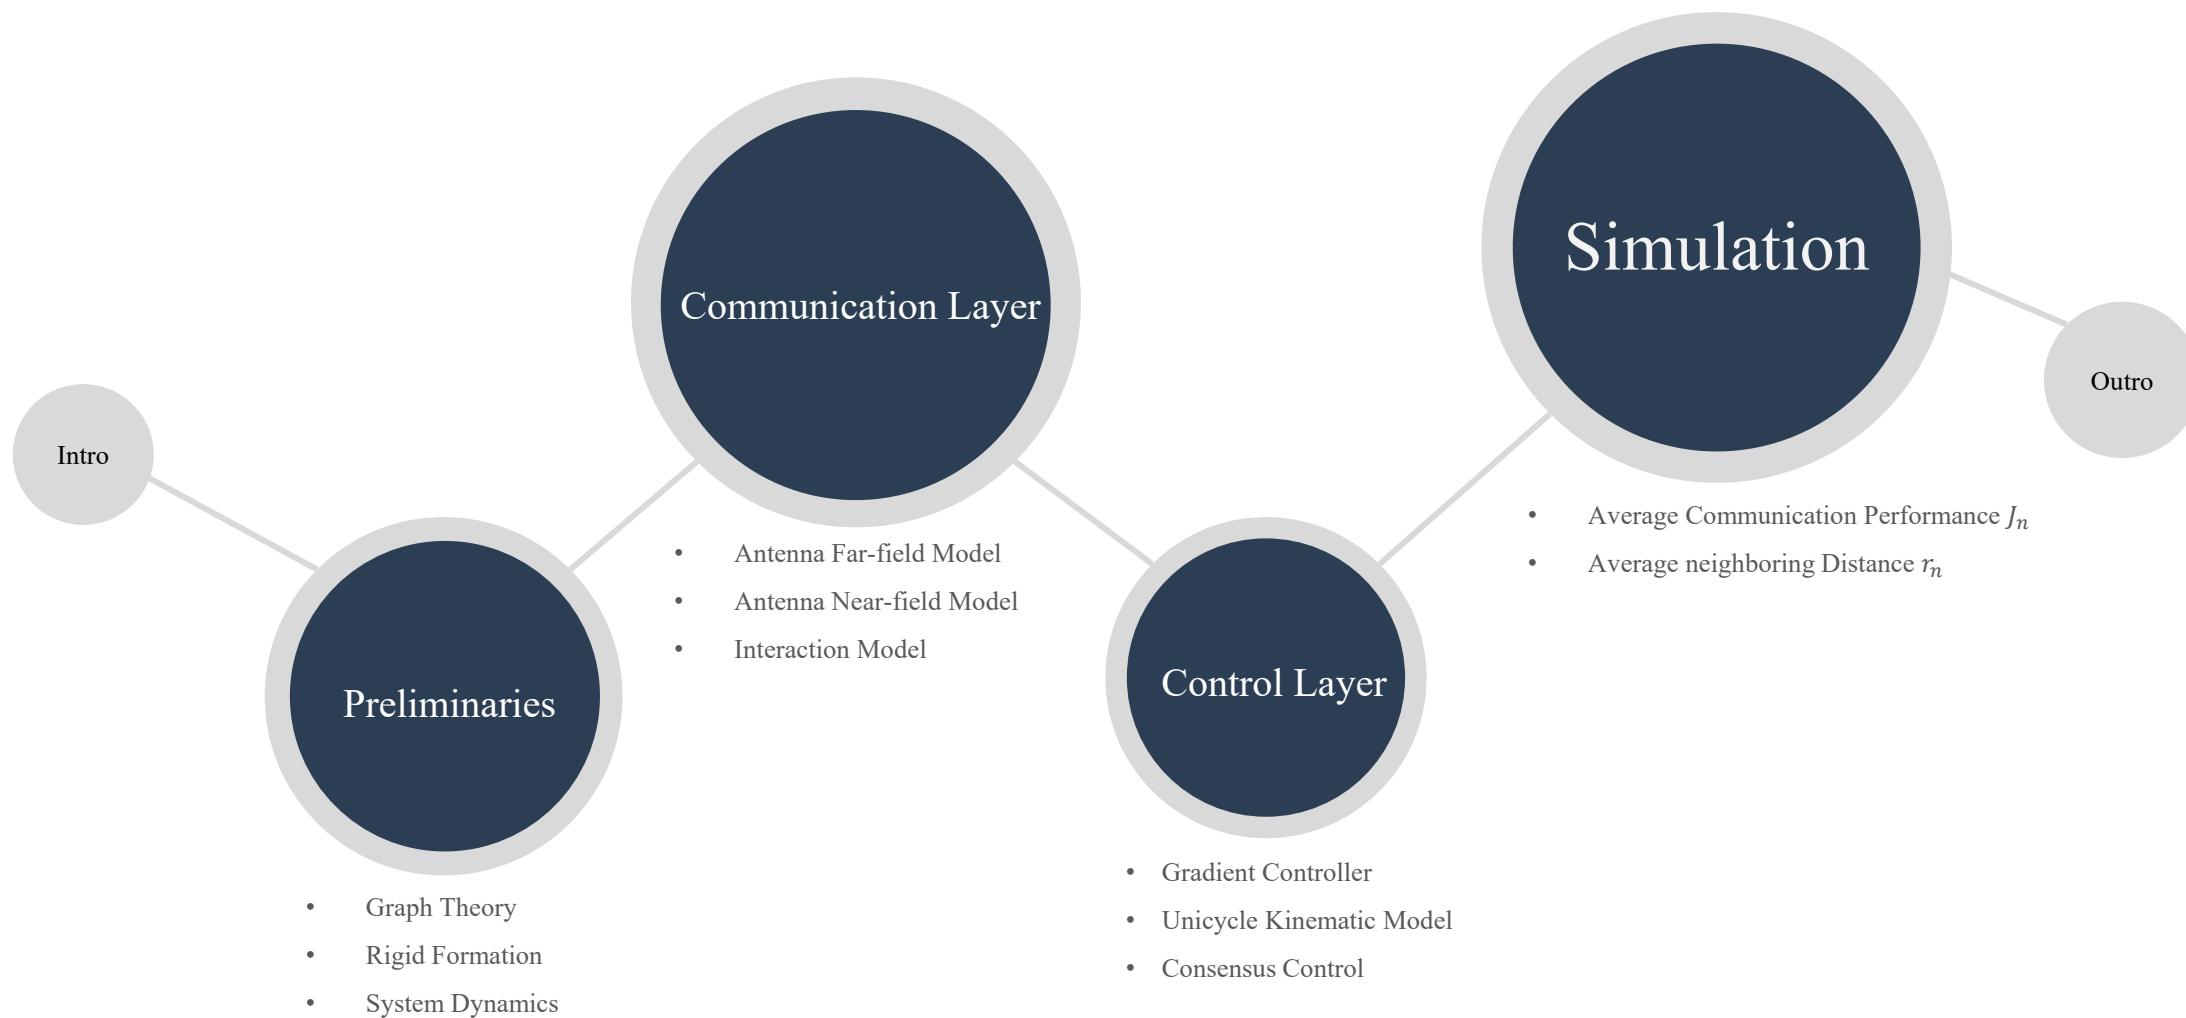 Intro
Preliminaries
• Graph Theory
• Rigid Formation
• System Dynamics
Communication Layer
• Antenna Far-field Model
• Antenna Near-field Model
• Interaction Model
Control Layer
• Gradient Controller
• Unicycle Kinematic Model
• Consensus Control
Simulation
• Average Communication Performance Jₙ
• Average neighboring Distance rₙ
Outro